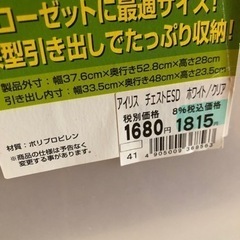 ローゼットに最適サイズ!
型引き出しでたっぷり収納!
製品外寸:幅37.6cm×奥行き52.8cm×高さ28cm
引き出し内寸:幅33.5cm×奥行き48cm×高さ23.5cm
材質:ポリプロピレン
商品の仕様は予告なく
変更する事があります。
アイリス チェストESD ホワイト/クリア
税別価格 8%税込価格
1680円 1815円
41